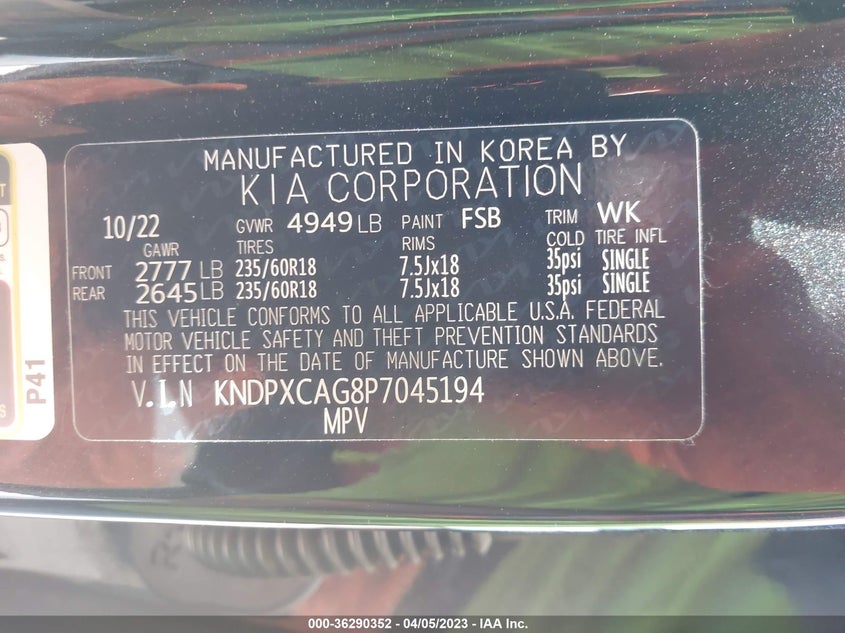 MANUFACTURED IN KOREA BY
KIA CORPORATION
10/22 GVWR 4949 LB PAINT FSB TRIM WK
GAWR TIRES RIMS COLD TIRE INFL
FRONT 2777 LB 235/60R18 7.5Jx18 35psi SINGLE
REAR 2645 LB 235/60R18 7.5Jx18 35psi SINGLE
THIS VEHICLE CONFORMS TO ALL APPLICABLE U.S.A. FEDERAL
MOTOR VEHICLE SAFETY AND THEFT PREVENTION STANDARDS
IN EFFECT ON THE DATE OF MANUFACTURE SHOWN ABOVE.
V.I.N KNDPXCAG8P7045194
MPV
P41
000-36290352 - 04/05/2023 - IAA Inc.